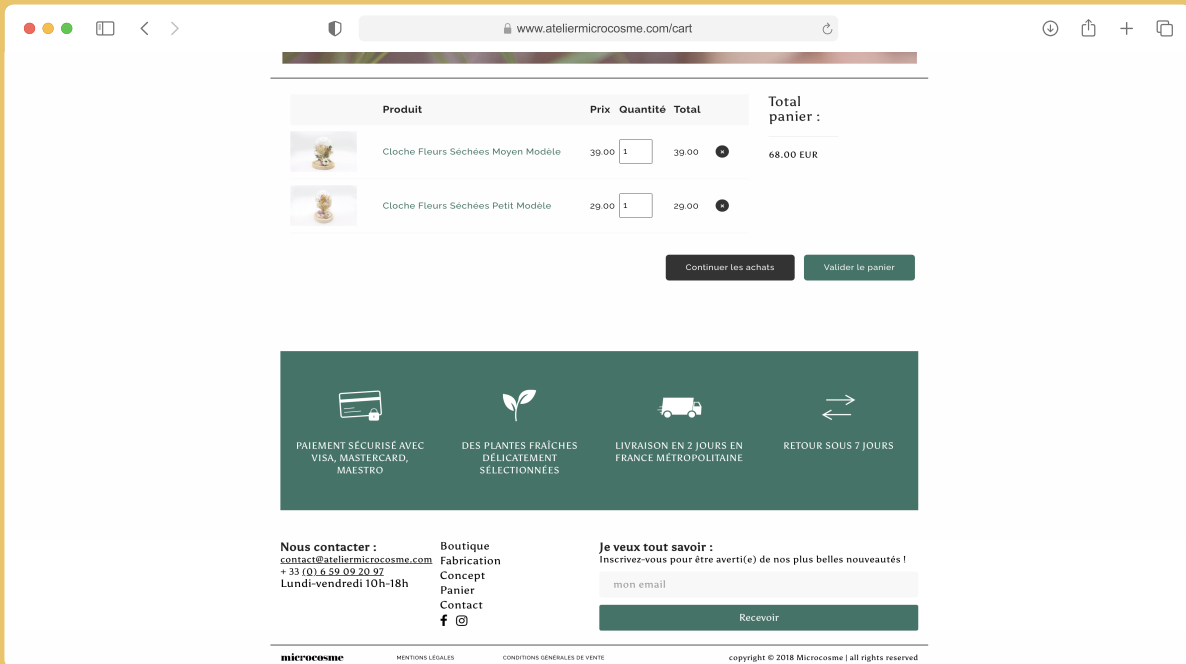 www.ateliermicrocosme.com/cart
Produit Prix Quantité Total
Cloche Fleurs Séchées Moyen Modèle 39.00 1 39.00
Cloche Fleurs Séchées Petit Modèle 29.00 1 29.00
Total
panier :
68.00 EUR
Continuer les achats
Valider le panier
PAIEMENT SÉCURISÉ AVEC
VISA, MASTERCARD,
MAESTRO
DES PLANTES FRAÎCHES
DÉLICATEMENT
SÉLECTIONNÉES
LIVRAISON EN 2 JOURS EN
FRANCE MÉTROPOLITAINE
RETOUR SOUS 7 JOURS
Nous contacter :
contact@ateliermicrocosme.com
+ 33 (0) 6 59 09 20 97
Lundi-vendredi 10h-18h
Boutique
Fabrication
Concept
Panier
Contact
Je veux tout savoir :
Inscrivez-vous pour être averti(e) de nos plus belles nouveautés !
mon email
Recevoir
microcosme
MENTIONS LÉGALES
CONDITIONS GÉNÉRALES DE VENTE
copyright © 2018 Microcosme | all rights reserved